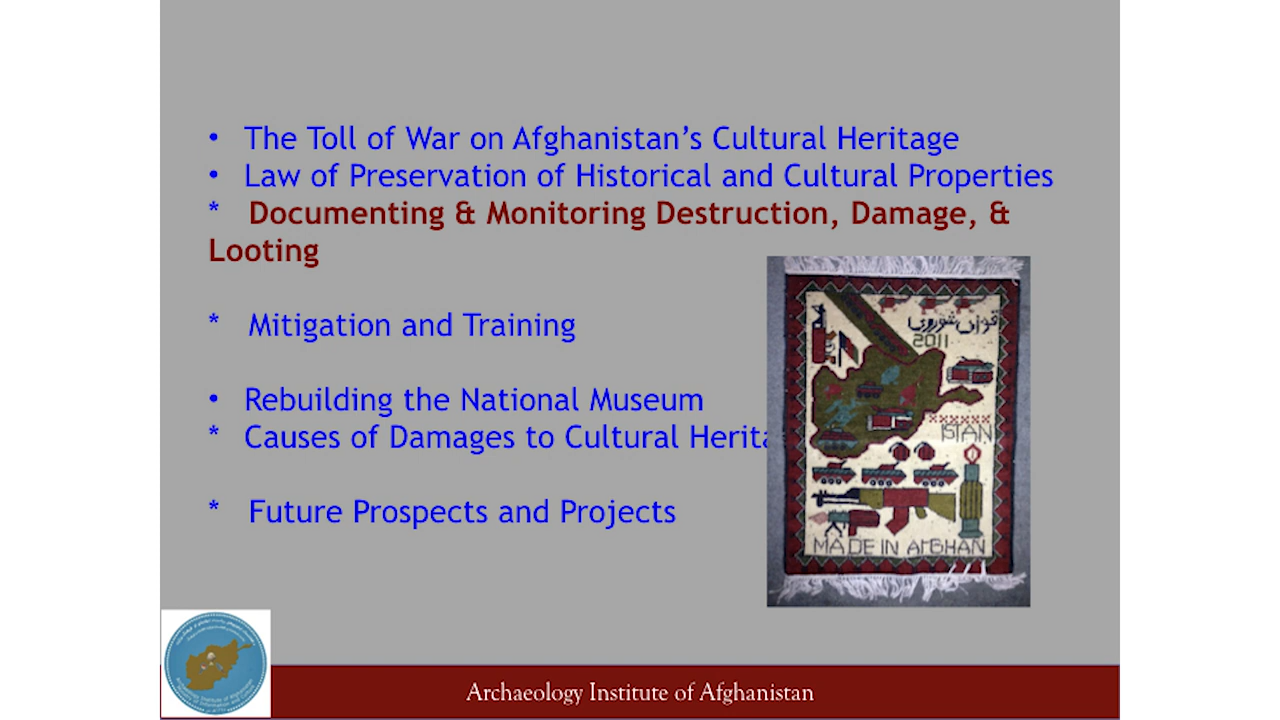 • The Toll of War on Afghanistan’s Cultural Heritage
• Law of Preservation of Historical and Cultural Properties
* Documenting & Monitoring Destruction, Damage, &
Looting
* Mitigation and Training
• Rebuilding the National Museum
* Causes of Damages to Cultural Herita
* Future Prospects and Projects
2011
ISTAN
MADE IN AFGHAN
Archaeology Institute of Afghanistan